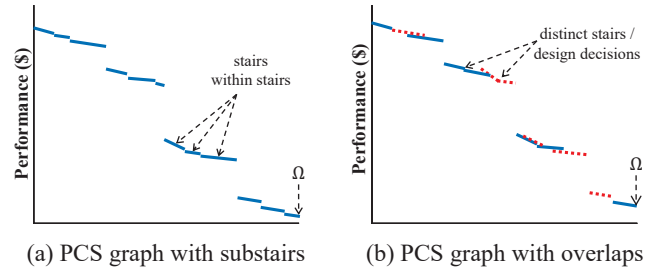 Performance ($)
stairs
within stairs
Ω
(a) PCS graph with substairs
Performance ($)
distinct stairs /
design decisions
Ω
(b) PCS graph with overlaps